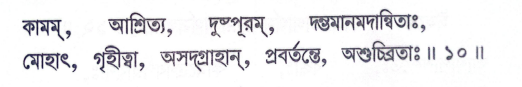 কামম্, আশ্রিত্য, দুষ্পূরম্, দম্ভমানমদান্বিতাঃ,
মোহাৎ, গৃহীত্বা, অসদ্‌গ্রাহান্, প্রবর্তন্তে, অশুচিব্রতাঃ॥ ১০॥